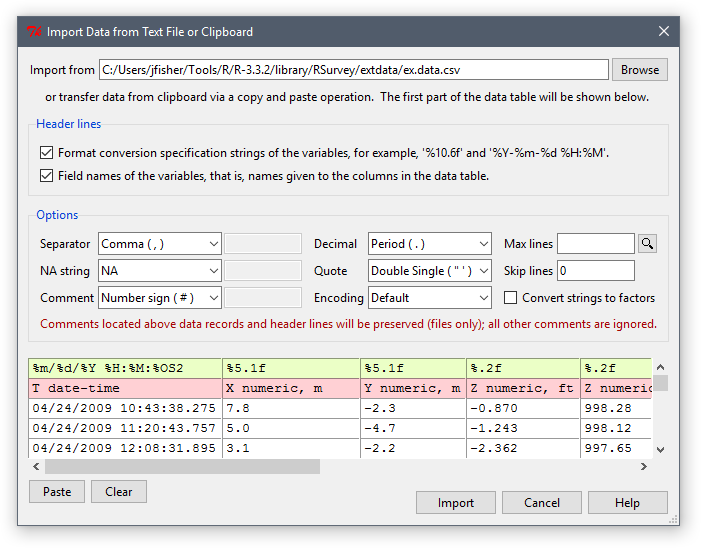 Import Data from Text File or Clipboard
Import from C:/Users/jfisher/Tools/R/R-3.3.2/library/RSurvey/extdata/ex.data.csv Browse
or transfer data from clipboard via a copy and paste operation. The first part of the data table will be shown below.
Header lines
Format conversion specification strings of the variables, for example, '%10.6f' and '%Y-%m-%d %H:%M'.
Field names of the variables, that is, names given to the columns in the data table.
Options
Separator Comma ( , ) Decimal Period ( . ) Max lines
NA string NA Quote Double Single ( " ' ) Skip lines 0
Comment Number sign ( # ) Encoding Default Convert strings to factors
Comments located above data records and header lines will be preserved (files only); all other comments are ignored.
%m/%d/%Y %H:%M:%OS2 %5.1f %5.1f %.2f %.2f
T date-time X numeric, m Y numeric, m Z numeric, ft Z numeric
04/24/2009 10:43:38.275 7.8 -2.3 -0.870 998.28
04/24/2009 11:20:43.757 5.0 -4.7 -1.243 998.12
04/24/2009 12:08:31.895 3.1 -2.2 -2.362 997.65
Paste Clear
Import Cancel Help